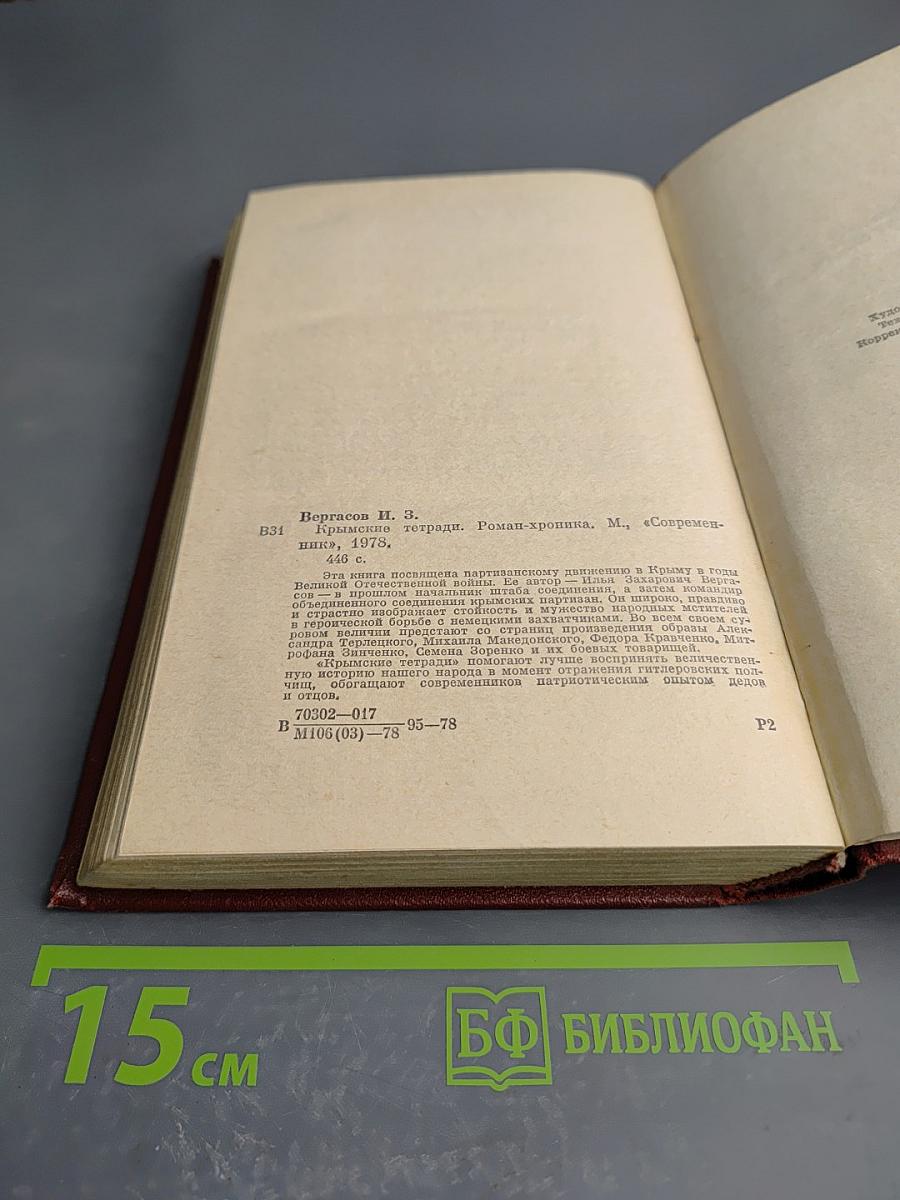 Вергасов И. З.
В31 Крымские тетради. Роман-хроника. М., «Современ-
ник», 1978.
446 с.
Эта книга посвящена партизанскому движению в Крыму в годы
Великой Отечественной войны. Ее автор — Илья Захарович Верга-
сов — в прошлом начальник штаба соединения, а затем командир
объединенного соединения крымских партизан. Он широко, правдиво
и страстно изображает стойкость и мужество народных мстителей
в героической борьбе с немецкими захватчиками. Во всем своем су-
ровом величии предстают со страниц произведения образы Алек-
сандра Терлецкого, Михаила Македонского, Федора Кравченко, Мит-
рофана Зинченко, Семена Зоренко и их боевых товарищей.
«Крымские тетради» помогают лучше воспринять величествен-
ную историю нашего народа в момент отражения гитлеровских пол-
чищ, обогащают современников патриотическим опытом дедов
и отцов.
В 70302—017
М106(03)—78 95—78 Р2
Худо
Тех
Коррек
15 см
БФ БИБЛИОФАН